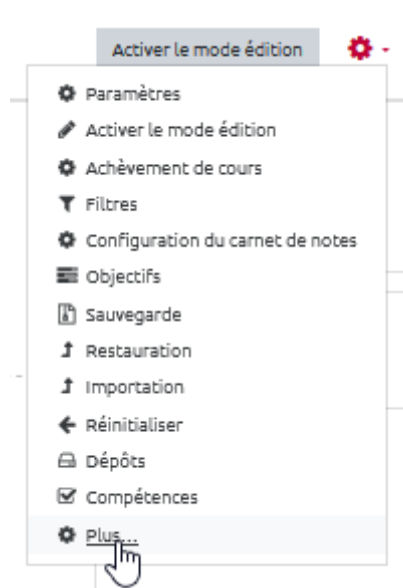 Activer le mode édition
Paramètres
Activer le mode édition
Achèvement de cours
Filtres
Configuration du carnet de notes
Objectifs
Sauvegarde
Restauration
Importation
Réinitialiser
Dépôts
Compétences
Plus...